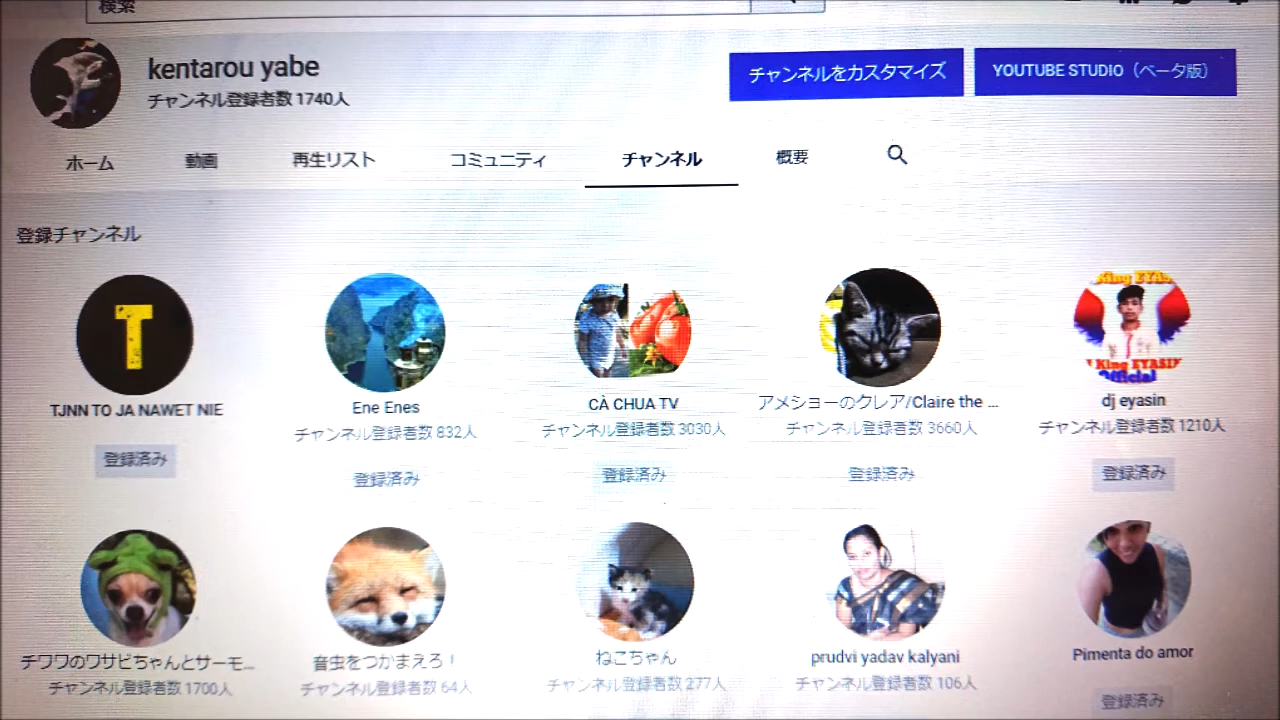 検索
kentarou yabe
チャンネル登録者数 1740人
チャンネルをカスタマイズ
YOUTUBE STUDIO（ベータ版）
ホーム
動画
再生リスト
コミュニティ
チャンネル
概要
登録チャンネル
T
King EYAS
King EYASIN
Official
TJNN TO JA NAWET NIE
Ene Enes
CÀ CHUA TV
アメショーのクレア/Claire the ...
dj eyasin
チャンネル登録者数 832人
チャンネル登録者数 3030人
チャンネル登録者数 3660人
チャンネル登録者数 1210人
登録済み
登録済み
登録済み
登録済み
登録済み
チワワのワサビちゃんとサーモ...
音虫をつかまえろ！
ねこちゃん
prudvi yadav kalyani
Pimenta do amor
チャンネル登録者数 1700人
チャンネル登録者数 64人
チャンネル登録者数 277人
チャンネル登録者数 106人
登録済み